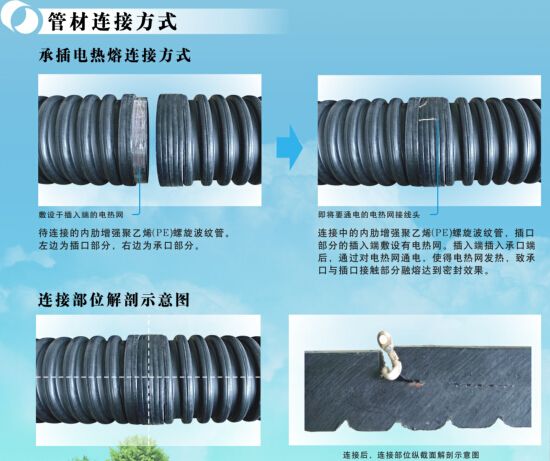 管材连接方式
承插电热熔连接方式
敷设于插入端的电热网
即将要通电的电热网接线头
待连接的内肋增强聚乙烯(PE)螺旋波纹管。
左边为插口部分，右边为承口部分。
连接中的内肋增强聚乙烯(PE)螺旋波纹管，插口
部分的插入端敷设有电热网。插入端插入承口端
后，通过对电热网通电，使得电热网发热，致承
口与插口接触部分融熔达到密封效果。
连接部位解剖示意图
连接后，连接部位纵截面解剖示意图